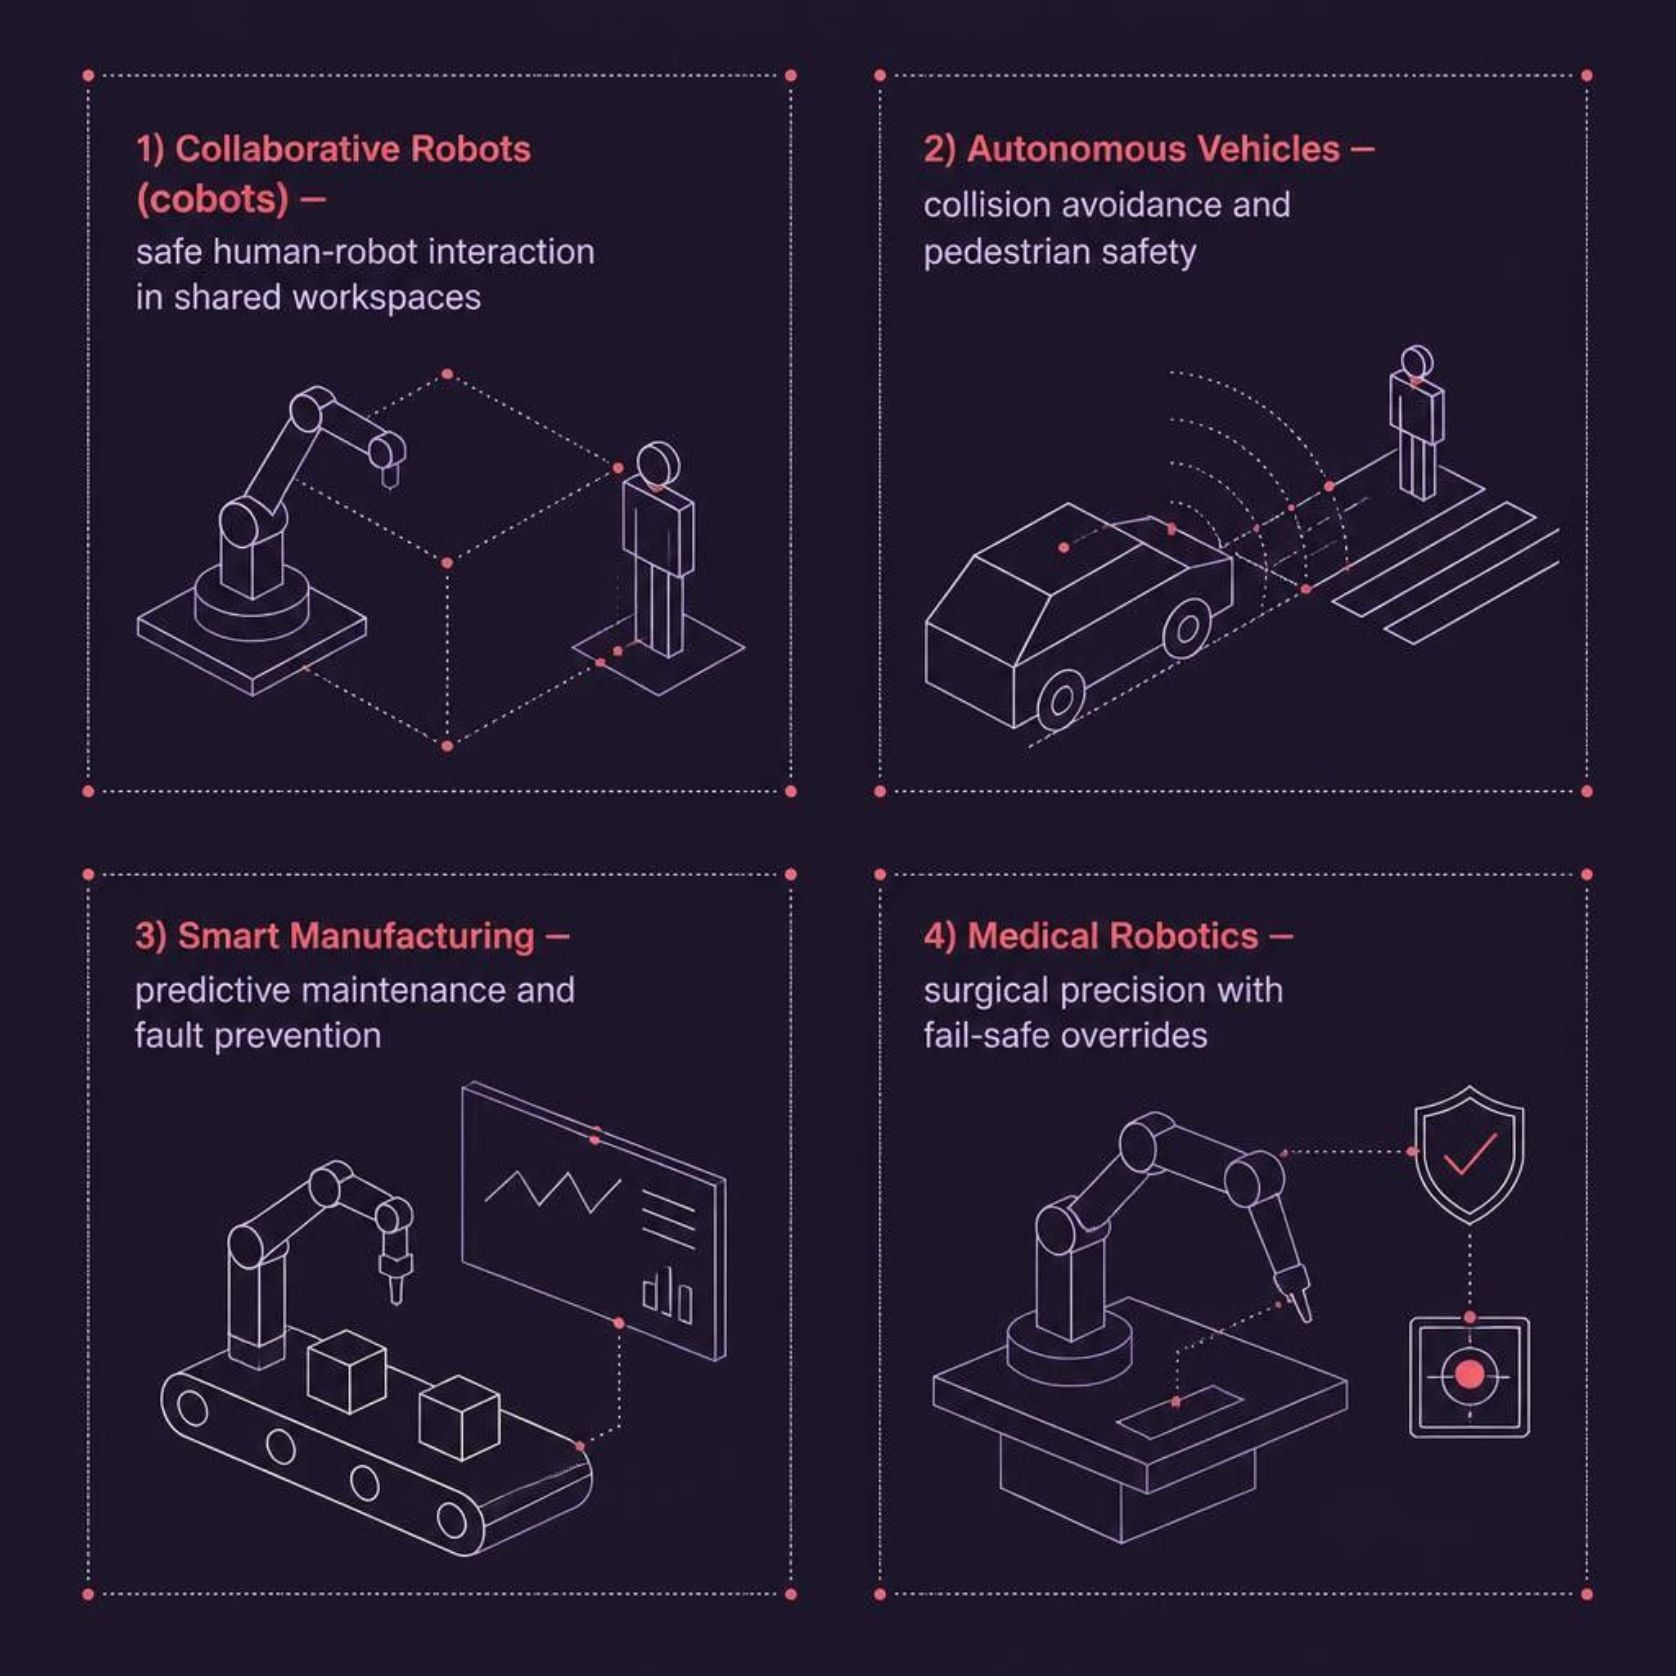 1) Collaborative Robots
(cobots) —
safe human-robot interaction
in shared workspaces
2) Autonomous Vehicles —
collision avoidance and
pedestrian safety
3) Smart Manufacturing —
predictive maintenance and
fault prevention
4) Medical Robotics —
surgical precision with
fail-safe overrides